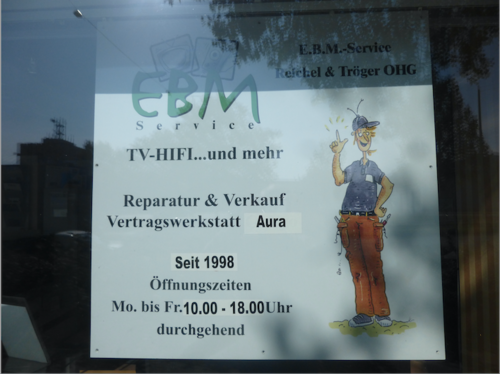 E.B.M.-Service
Reichel & Tröger OHG
EBM
Service
TV-HIFI...und mehr
Reparatur & Verkauf
Vertragswerkstatt Aura
Seit 1998
Öffnungszeiten
Mo. bis Fr.10.00 - 18.00Uhr
durchgehend